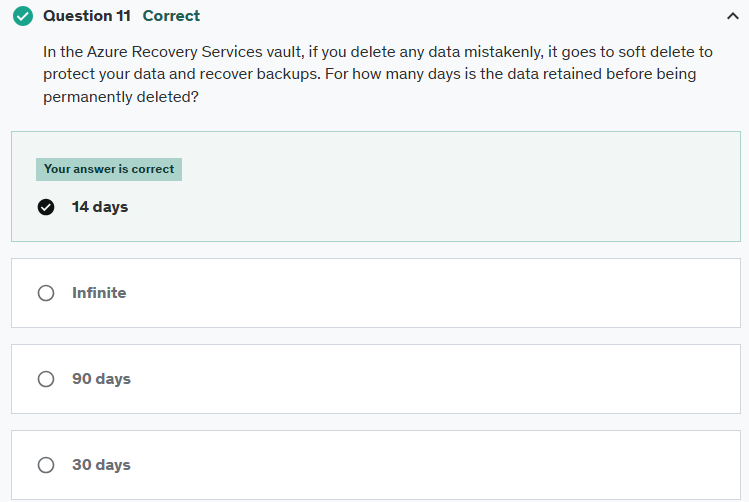 Question 11 Correct
In the Azure Recovery Services vault, if you delete any data mistakenly, it goes to soft delete to
protect your data and recover backups. For how many days is the data retained before being
permanently deleted?
Your answer is correct
14 days
Infinite
90 days
30 days